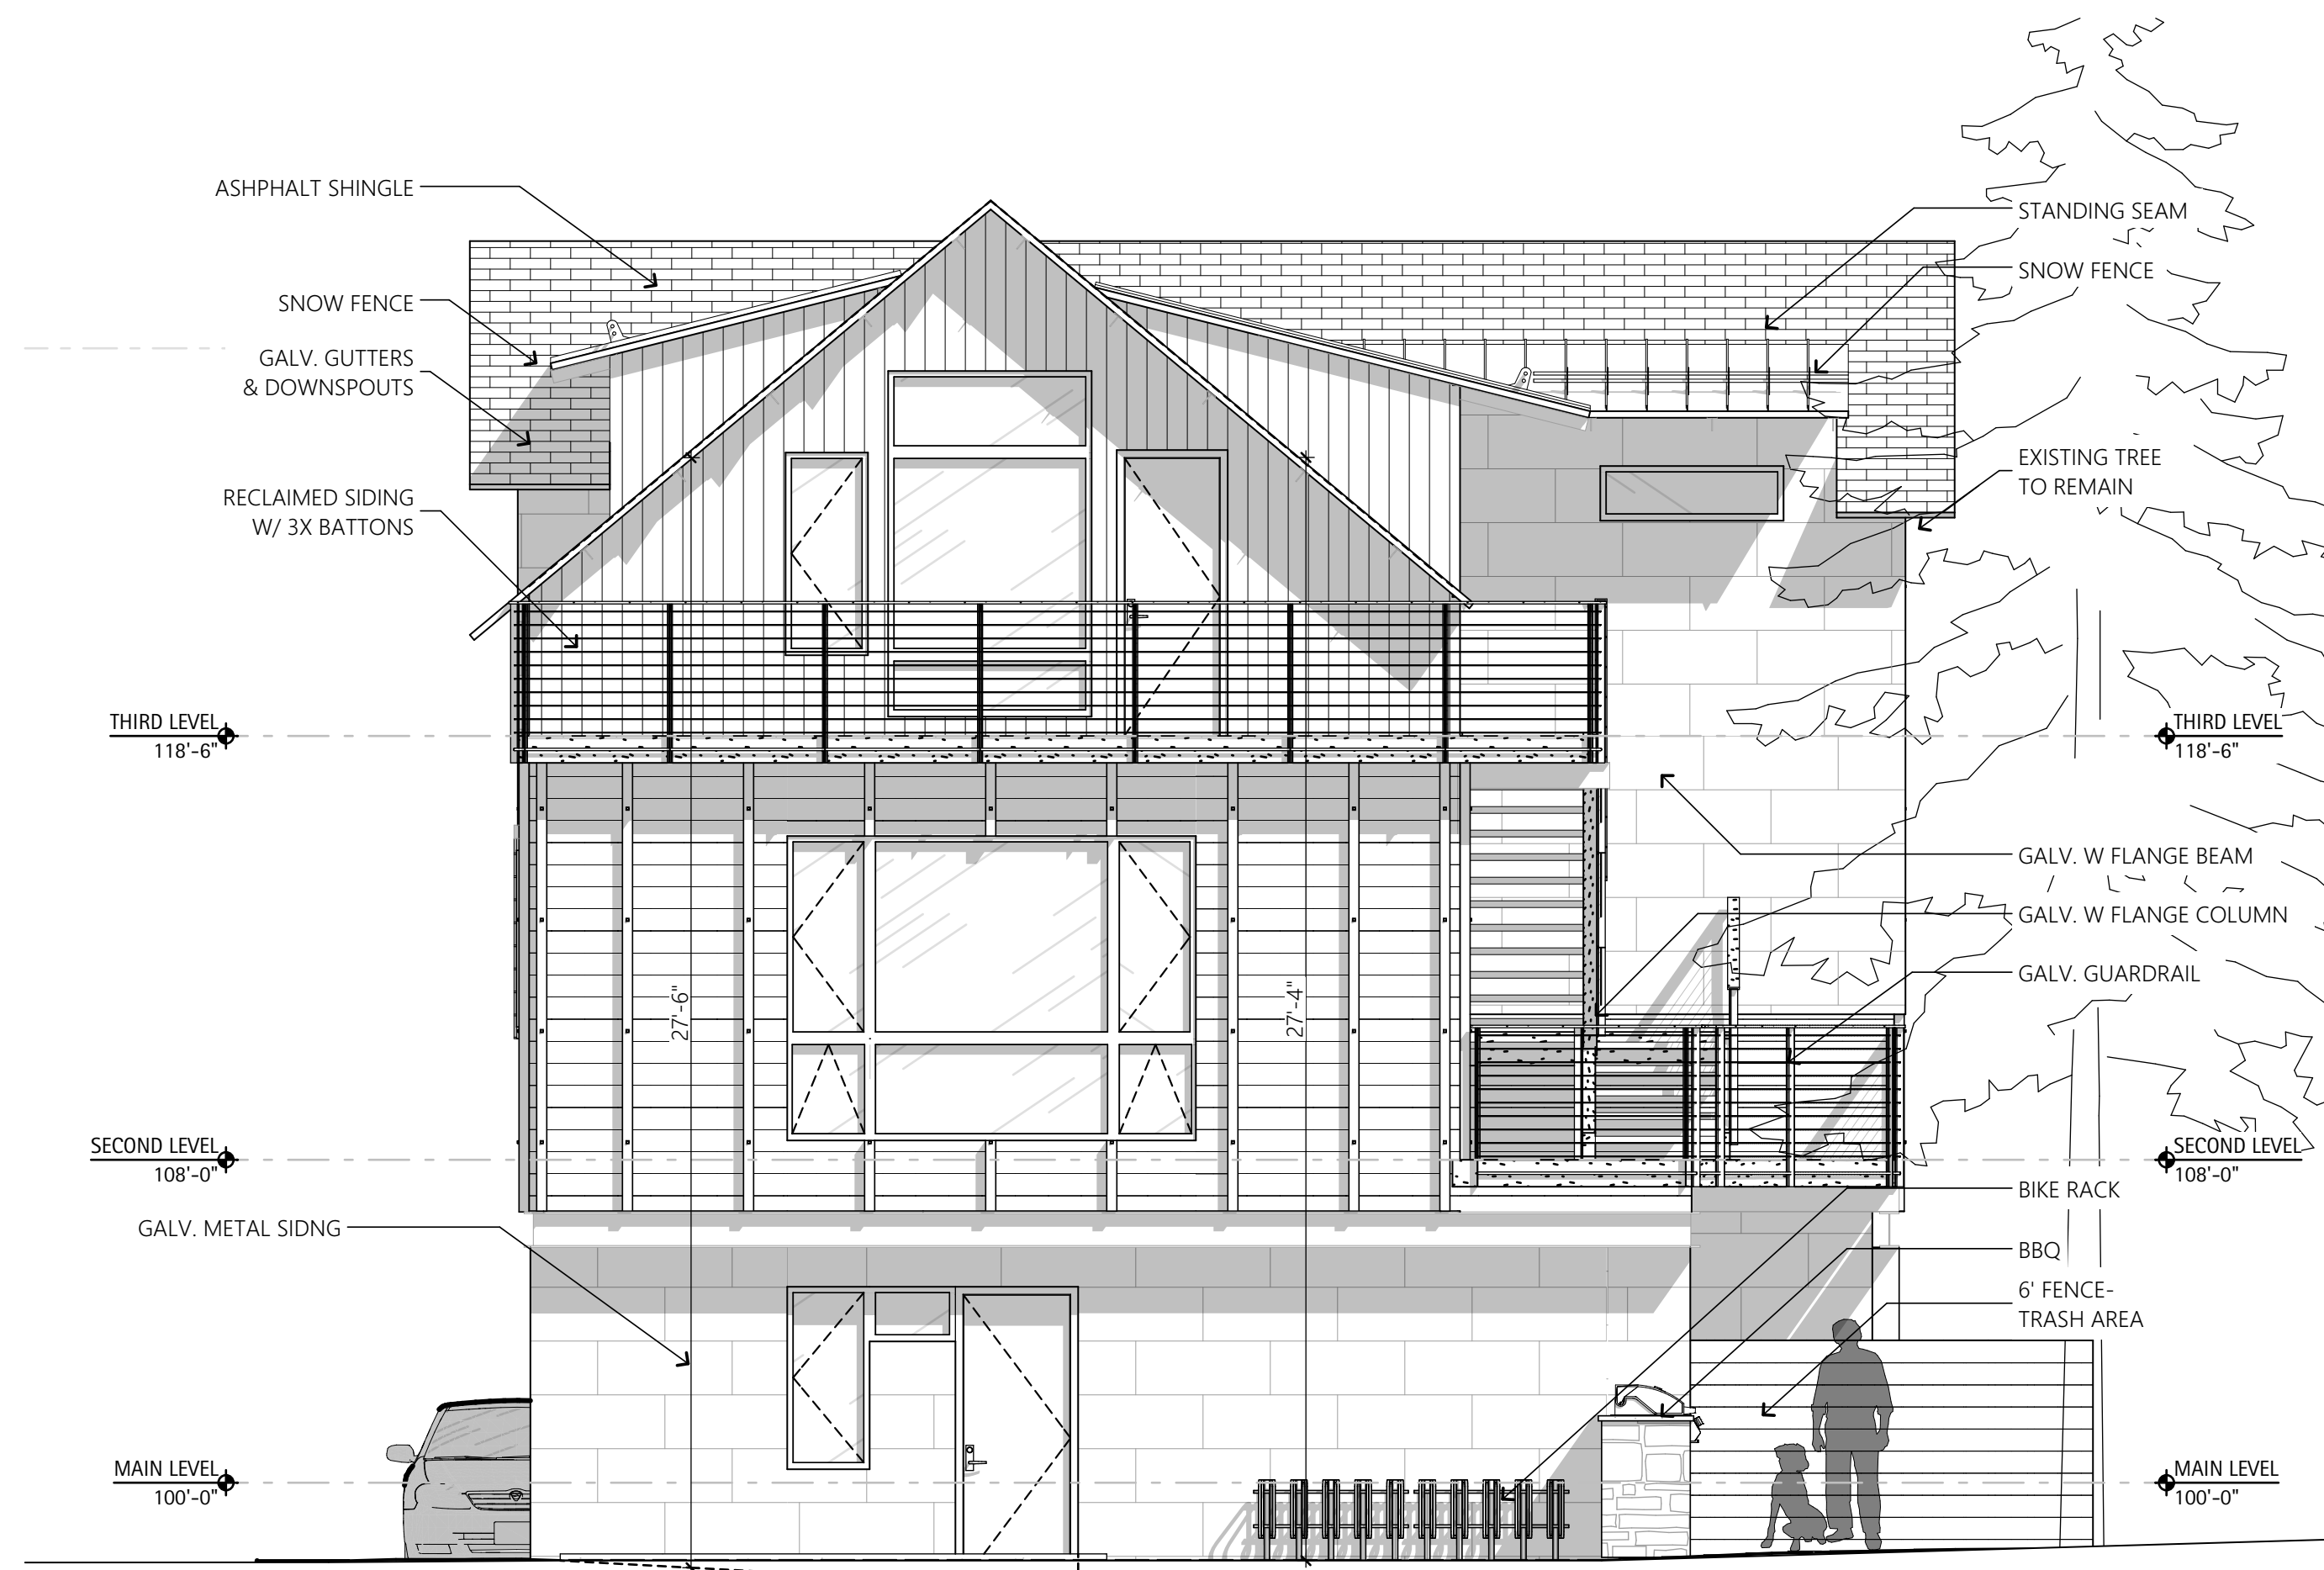 ASHPHALT SHINGLE
SNOW FENCE
GALV. GUTTERS
& DOWNSPOUTS
RECLAIMED SIDING
W/ 3X BATTONS
THIRD LEVEL
118'-6"
SECOND LEVEL
108'-0"
GALV. METAL SIDNG
MAIN LEVEL
100'-0"
27'-6"
27'-4"
STANDING SEAM
SNOW FENCE
EXISTING TREE
TO REMAIN
THIRD LEVEL
118'-6"
GALV. W FLANGE BEAM
GALV. W FLANGE COLUMN
GALV. GUARDRAIL
SECOND LEVEL
108'-0"
BIKE RACK
BBQ
6' FENCE-
TRASH AREA
MAIN LEVEL
100'-0"